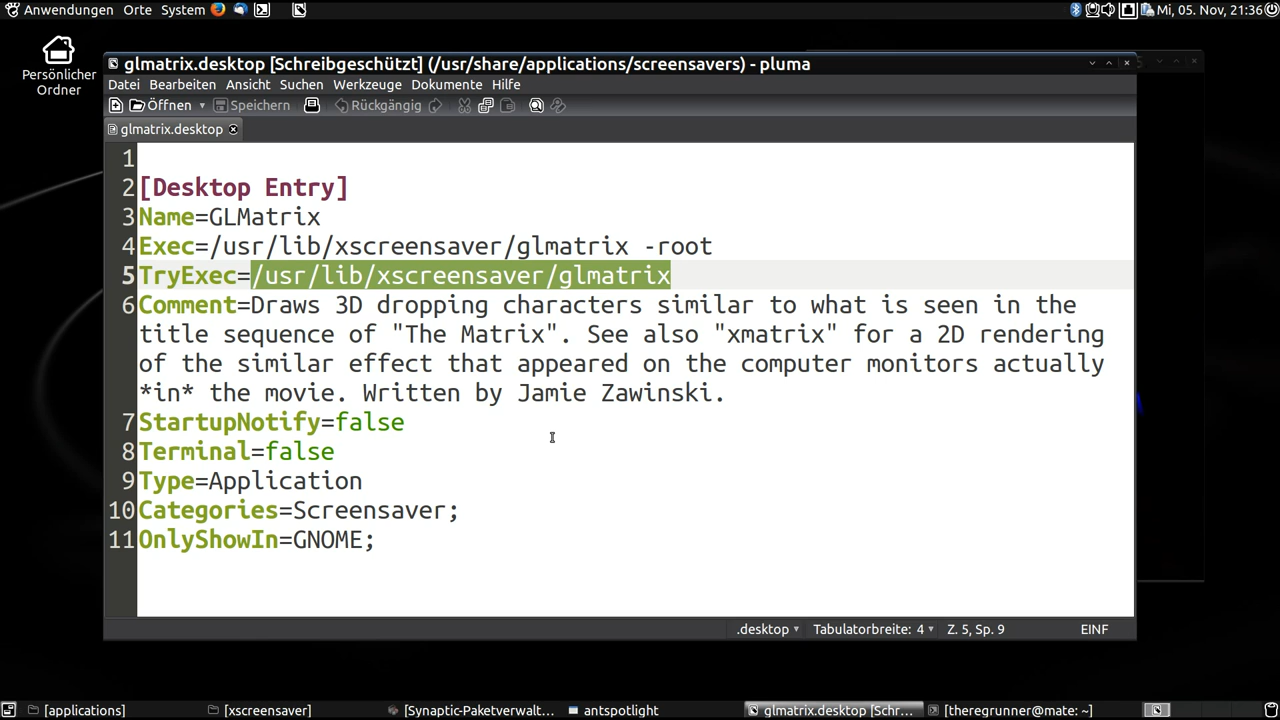 Anwendungen Orte System
Mi, 05. Nov, 21:36
Persönlicher
Ordner
glmatrix.desktop [Schreibgeschützt] (/usr/share/applications/screensavers) - pluma
Datei Bearbeiten Ansicht Suchen Werkzeuge Dokumente Hilfe
Öffnen Speichern Rückgängig
glmatrix.desktop
1
2 [Desktop Entry]
3 Name=GLMatrix
4 Exec=/usr/lib/xscreensaver/glmatrix -root
5 TryExec=/usr/lib/xscreensaver/glmatrix
6 Comment=Draws 3D dropping characters similar to what is seen in the
title sequence of "The Matrix". See also "xmatrix" for a 2D rendering
of the similar effect that appeared on the computer monitors actually
*in* the movie. Written by Jamie Zawinski.
7 StartupNotify=false
8 Terminal=false
9 Type=Application
10 Categories=Screensaver;
11 OnlyShowIn=GNOME;
.desktop Tabulatorbreite: 4 Z. 5, Sp. 9 EINF
[applications] [xscreensaver] [Synaptic-Paketverwalt... antspotlight glmatrix.desktop [Schr... [theregrunner@mate: ~]